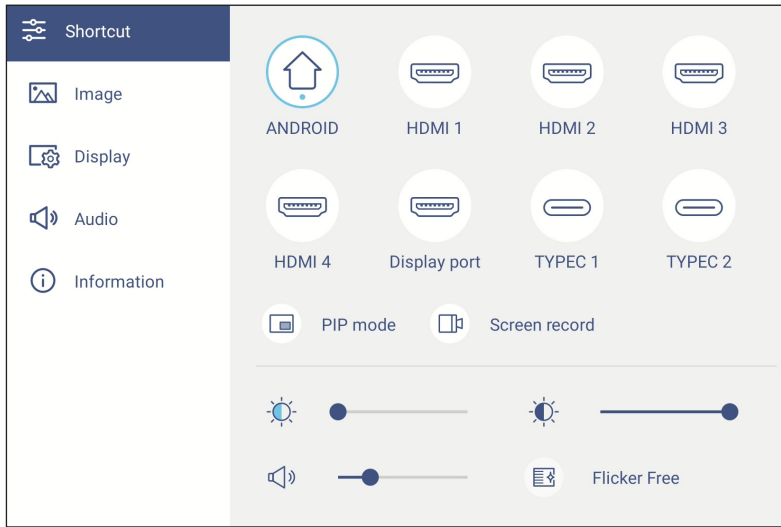 Shortcut
Image
Display
Audio
Information
ANDROID
HDMI 1
HDMI 2
HDMI 3
HDMI 4
Display port
TYPEC 1
TYPEC 2
PIP mode
Screen record
Flicker Free